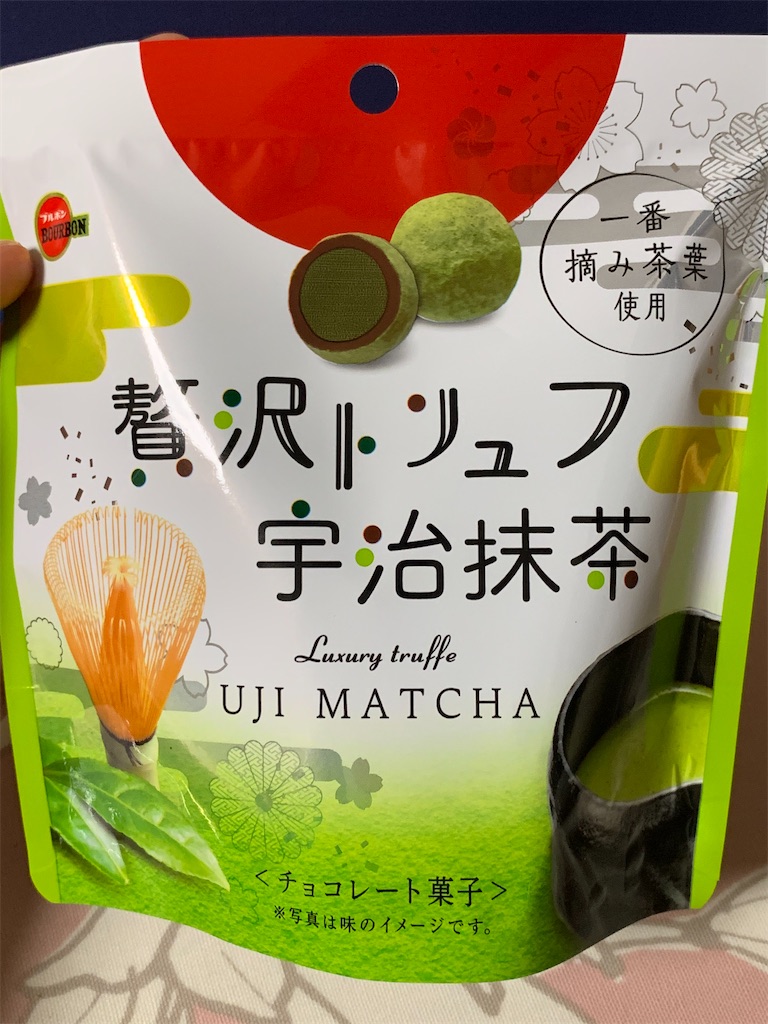 ブルボン
BOURBON
一番
摘み茶葉
使用
贅沢トリュフ
宇治抹茶
Luxury truffe
UJI MATCHA
<チョコレート菓子>
※写真は味のイメージです。